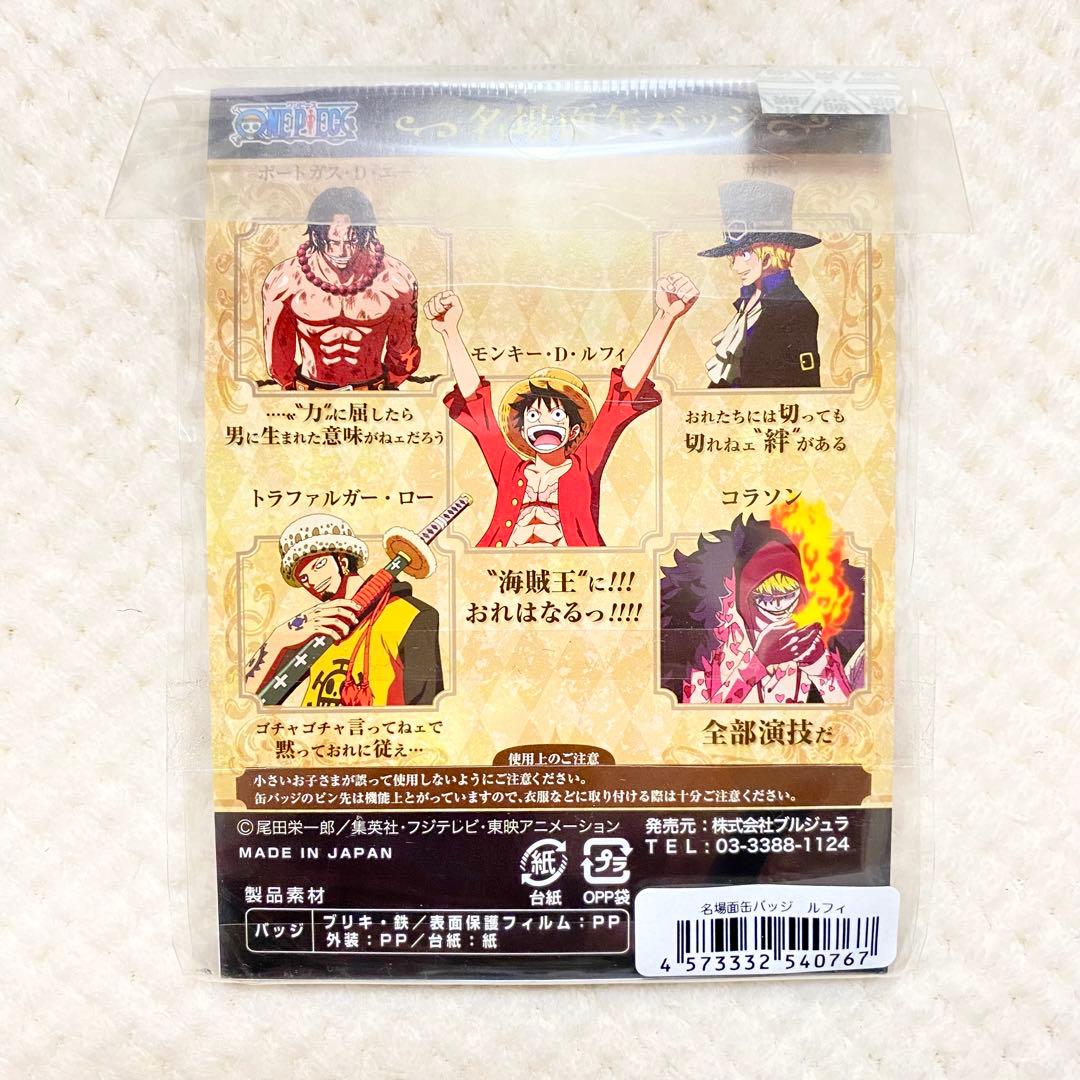 ONE PIECE
名場面缶バッジ
ポートガス・D・エース
サボ
モンキー・D・ルフィ
…〝力〟に屈したら
男に生まれた意味がねェだろう
おれたちには切っても
切れねェ〝絆〟がある
トラファルガー・ロー
コラソン
〝海賊王〟に!!!
おれはなるっ!!!!
ゴチャゴチャ言ってねェで
黙っておれに従え…
全部演技だ
使用上のご注意
小さいお子さまが誤って使用しないようにご注意ください。
缶バッジのピン先は機能上とがっていますので、衣服などに取り付ける際は十分ご注意ください。
©尾田栄一郎／集英社・フジテレビ・東映アニメーション
MADE IN JAPAN
発売元：株式会社ブルジュラ
TEL：03-3388-1124
紙
台紙
プラ
OPP袋
製品素材
バッジ
ブリキ・鉄／表面保護フィルム：PP
外装：PP／台紙：紙
名場面缶バッジ ルフィ
4 573332 540767